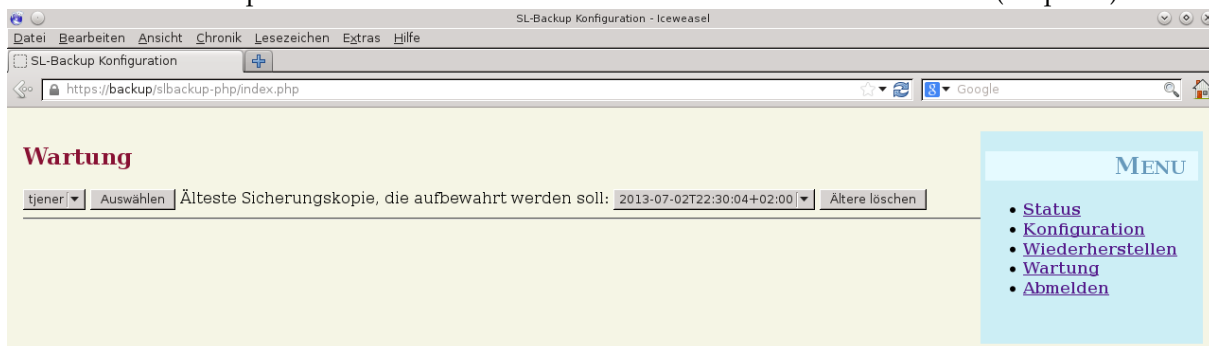 SL-Backup Konfiguration - Iceweasel
Datei Bearbeiten Ansicht Chronik Lesezeichen Extras Hilfe
SL-Backup Konfiguration
https://backup/slbackup-php/index.php
Google
Wartung
tjener Auswählen Älteste Sicherungskopie, die aufbewahrt werden soll: 2013-07-02T22:30:04+02:00 Ältere löschen
MENU
Status
Konfiguration
Wiederherstellen
Wartung
Abmelden